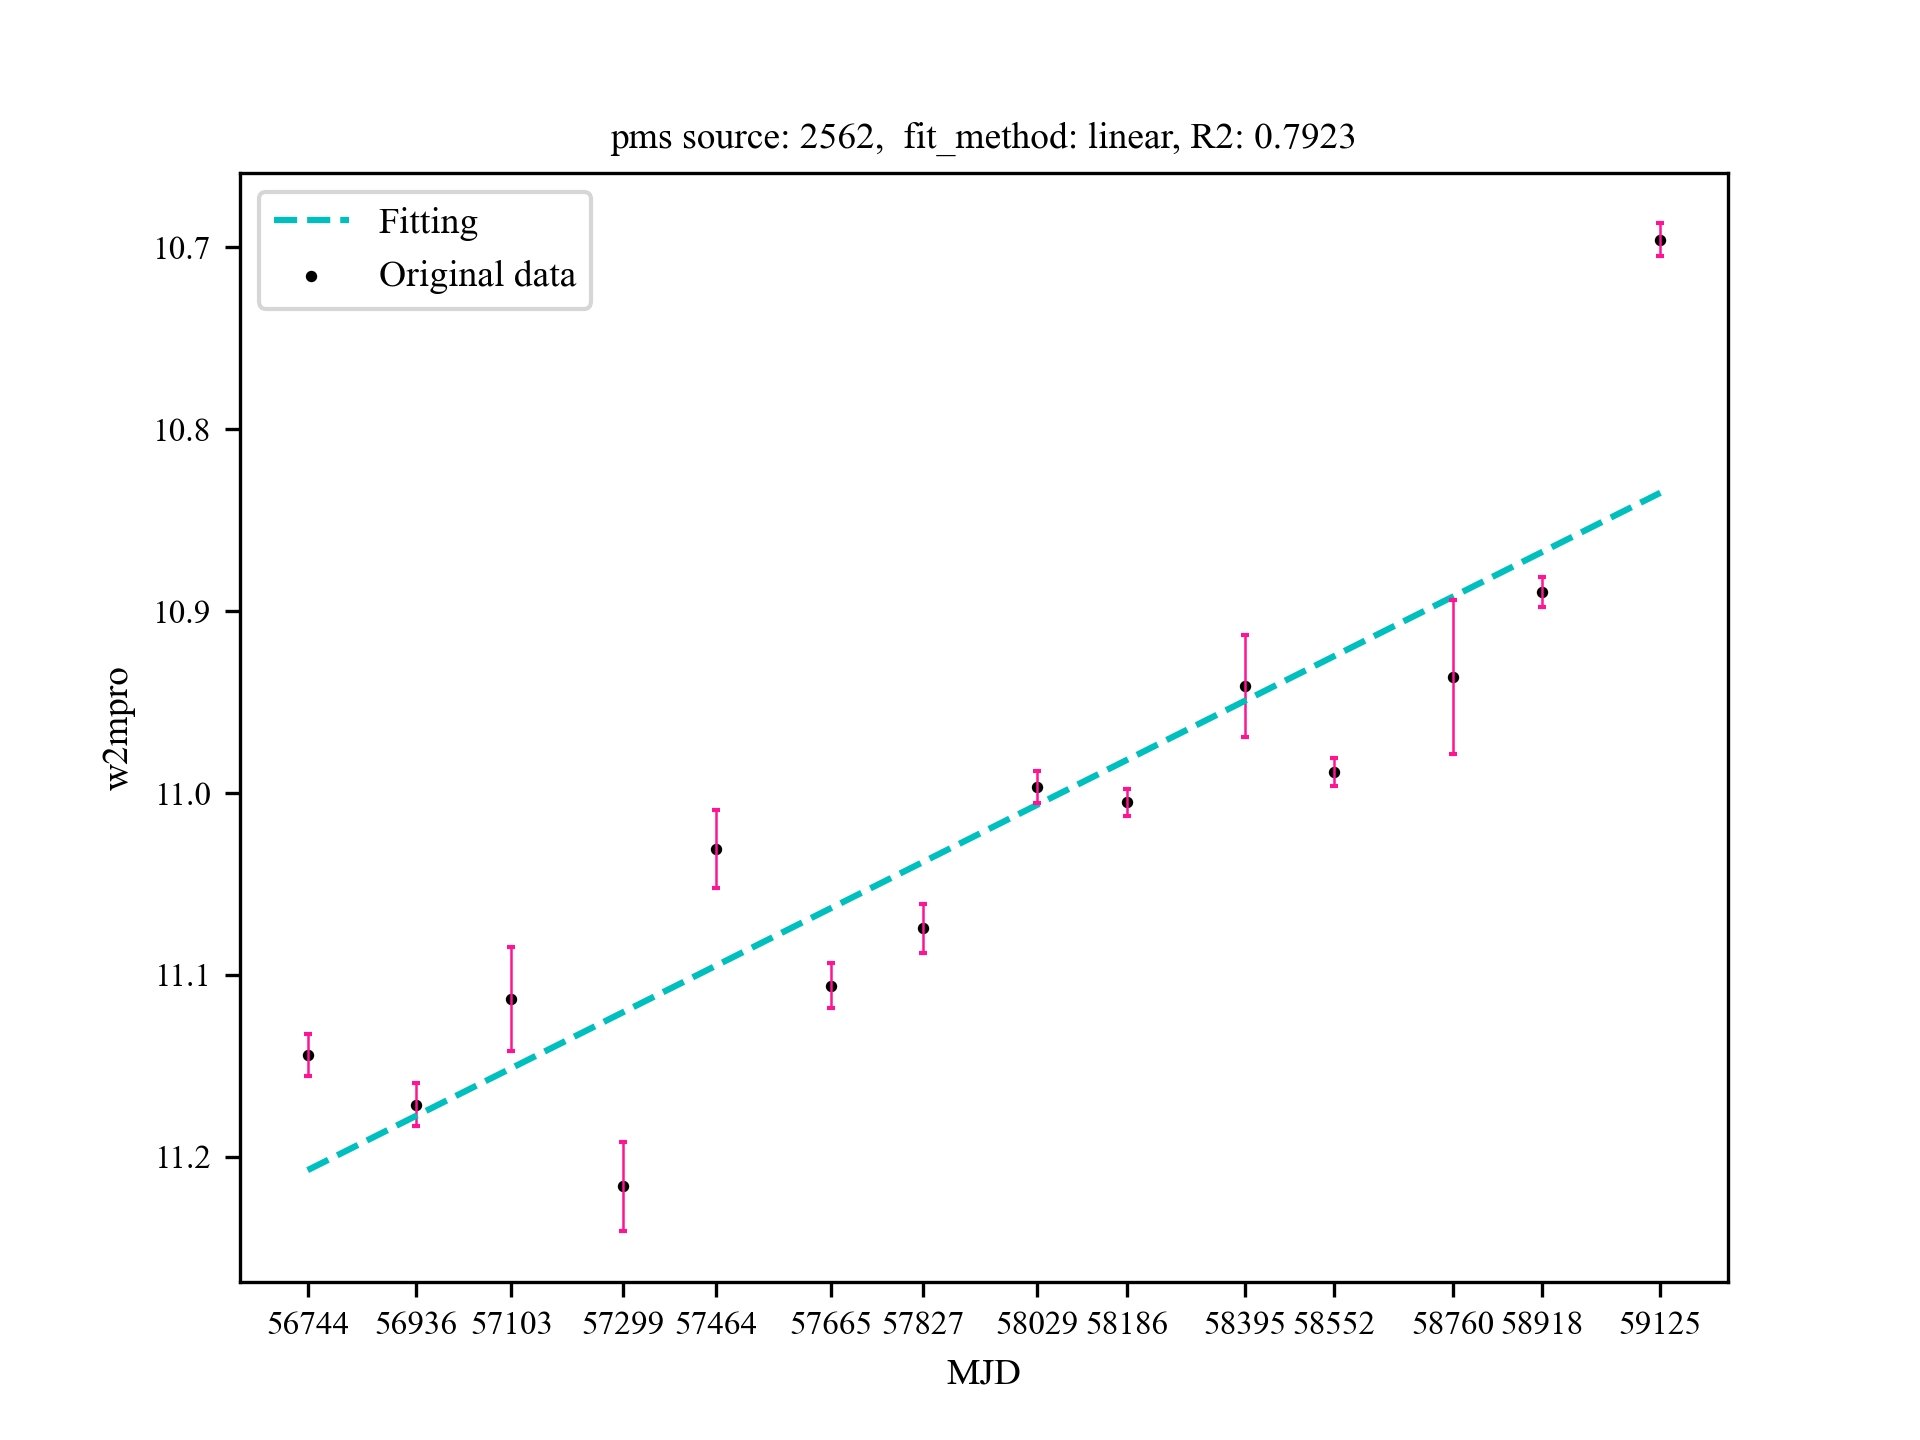 pms source: 2562,  fit_method: linear, R2: 0.7923
Fitting
Original data
10.7
10.8
10.9
11.0
11.1
11.2
w2mpro
56744 56936 57103 57299 57464 57665 57827 58029 58186 58395 58552 58760 58918 59125
MJD